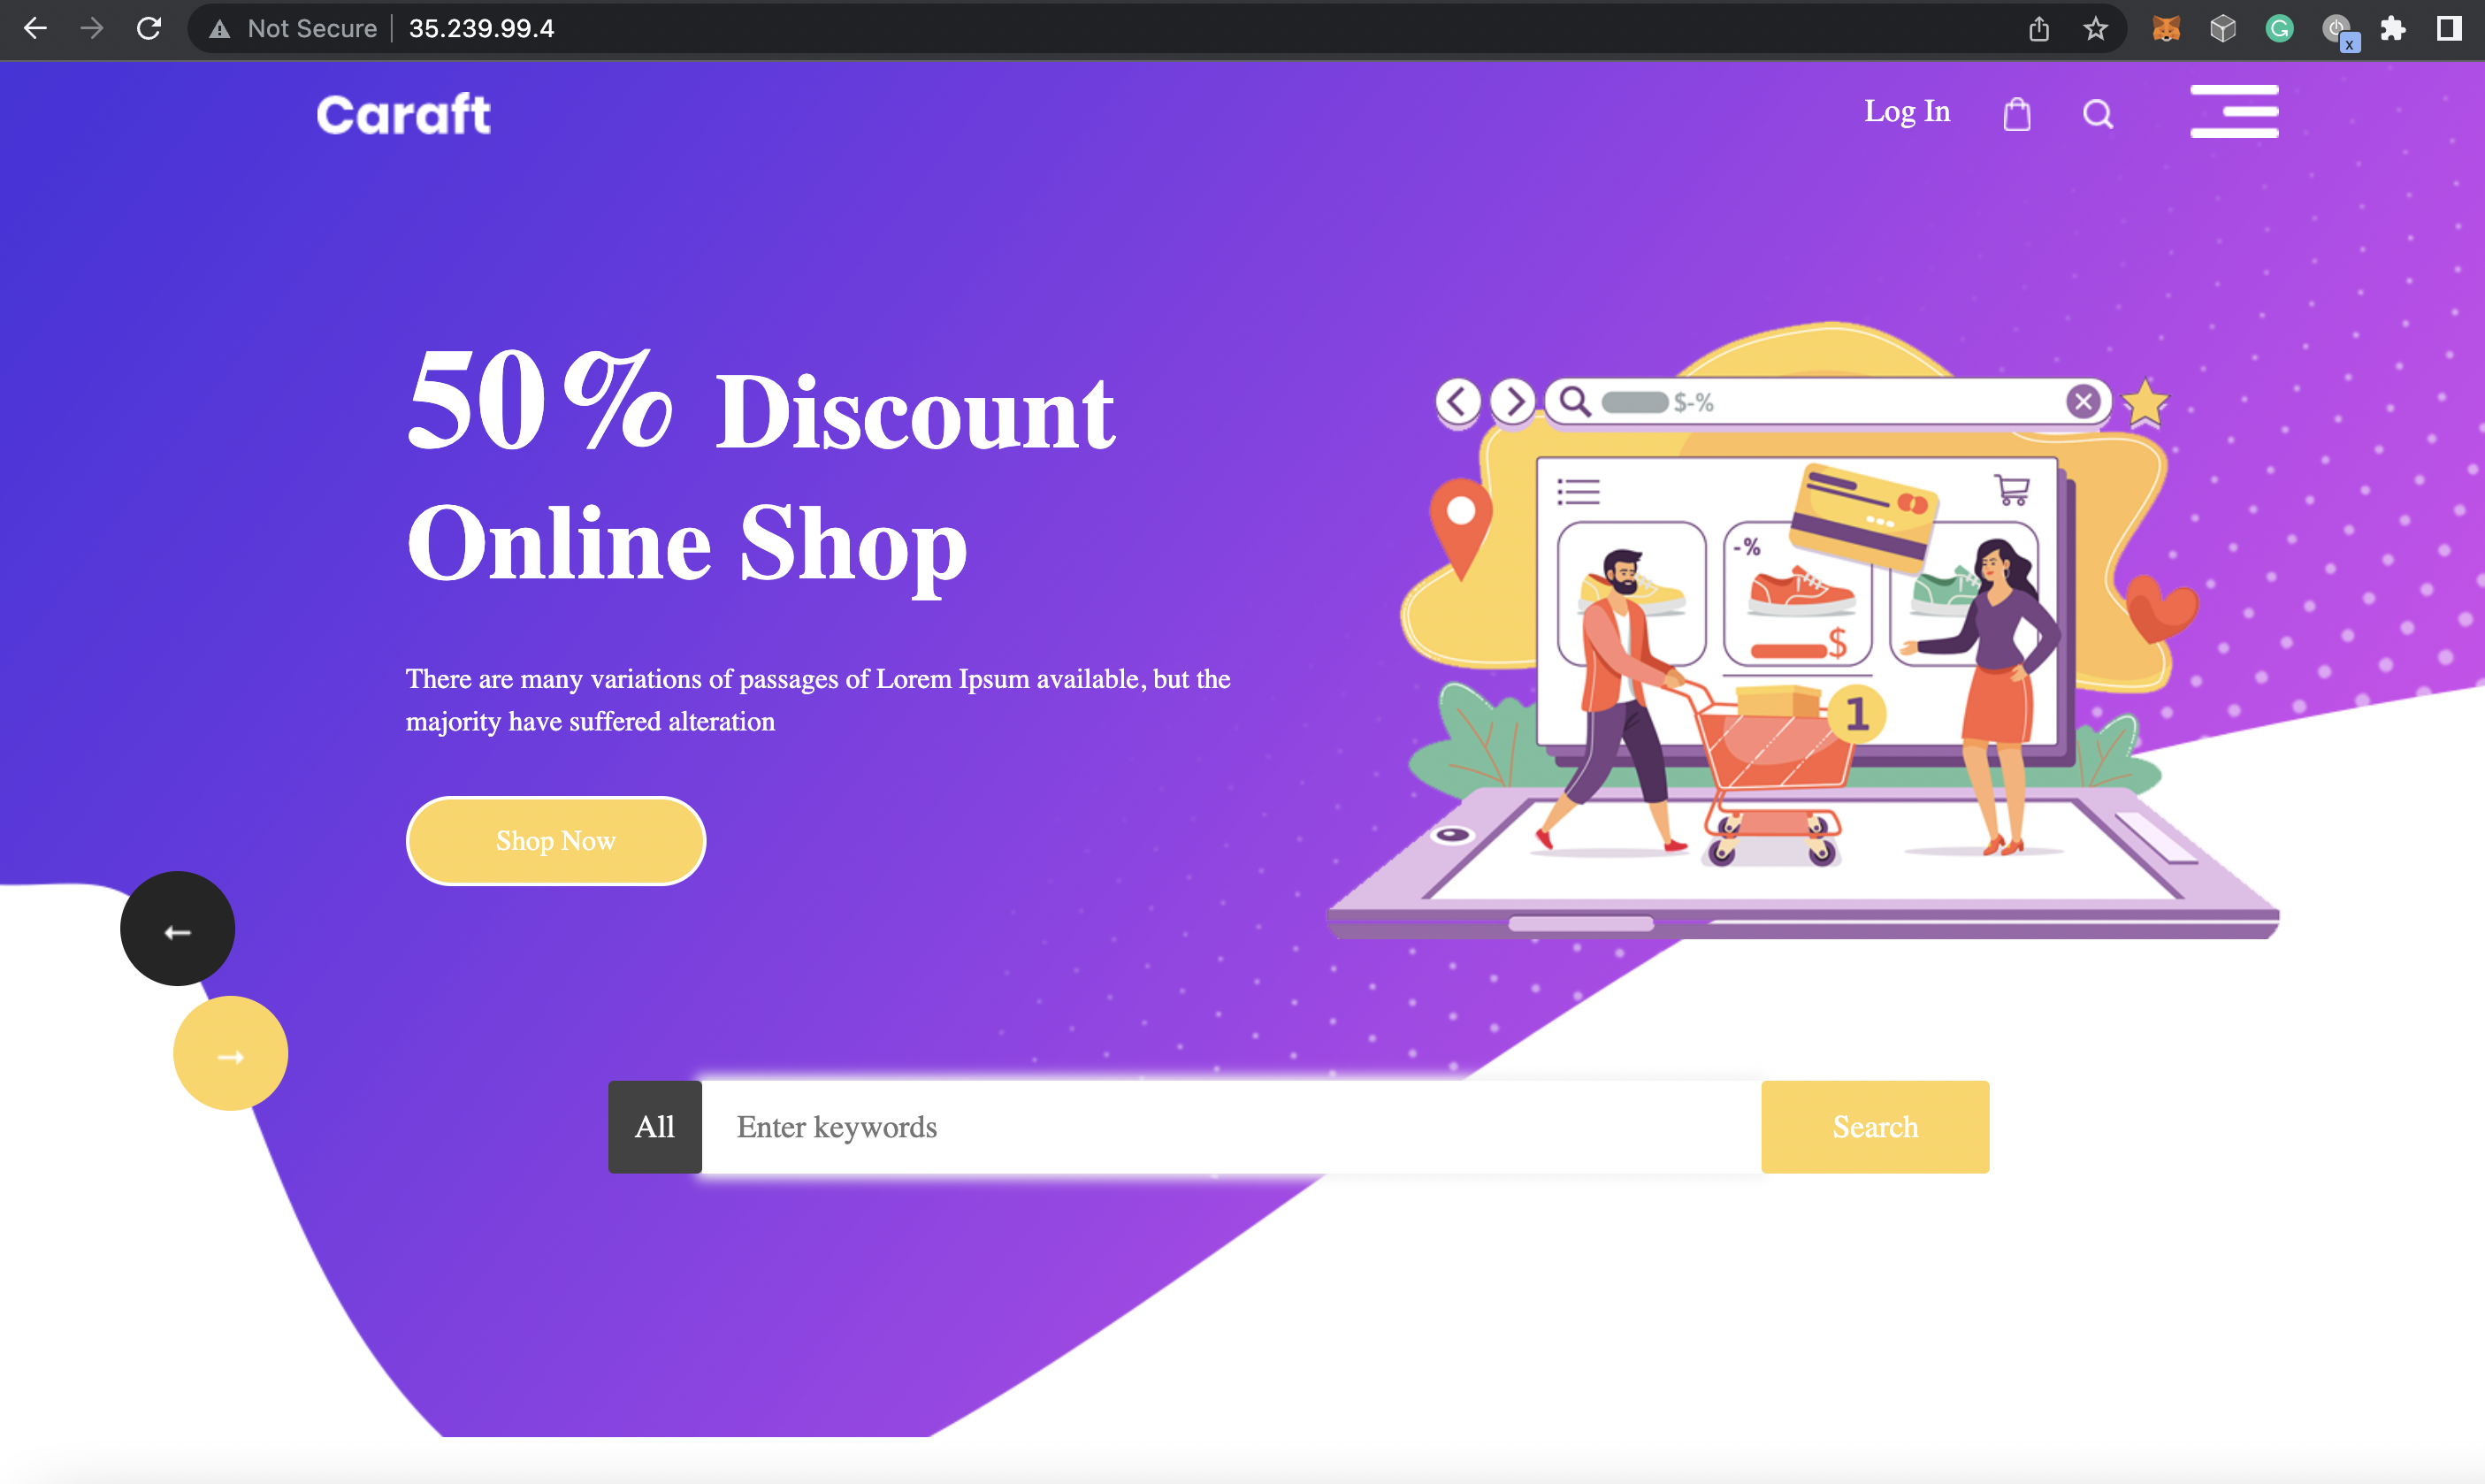 Not Secure 35.239.99.4
x
Caraft
Log In
50% Discount
Online Shop
$-%
-%
$
1
There are many variations of passages of Lorem Ipsum available, but the
majority have suffered alteration
Shop Now
All Enter keywords Search